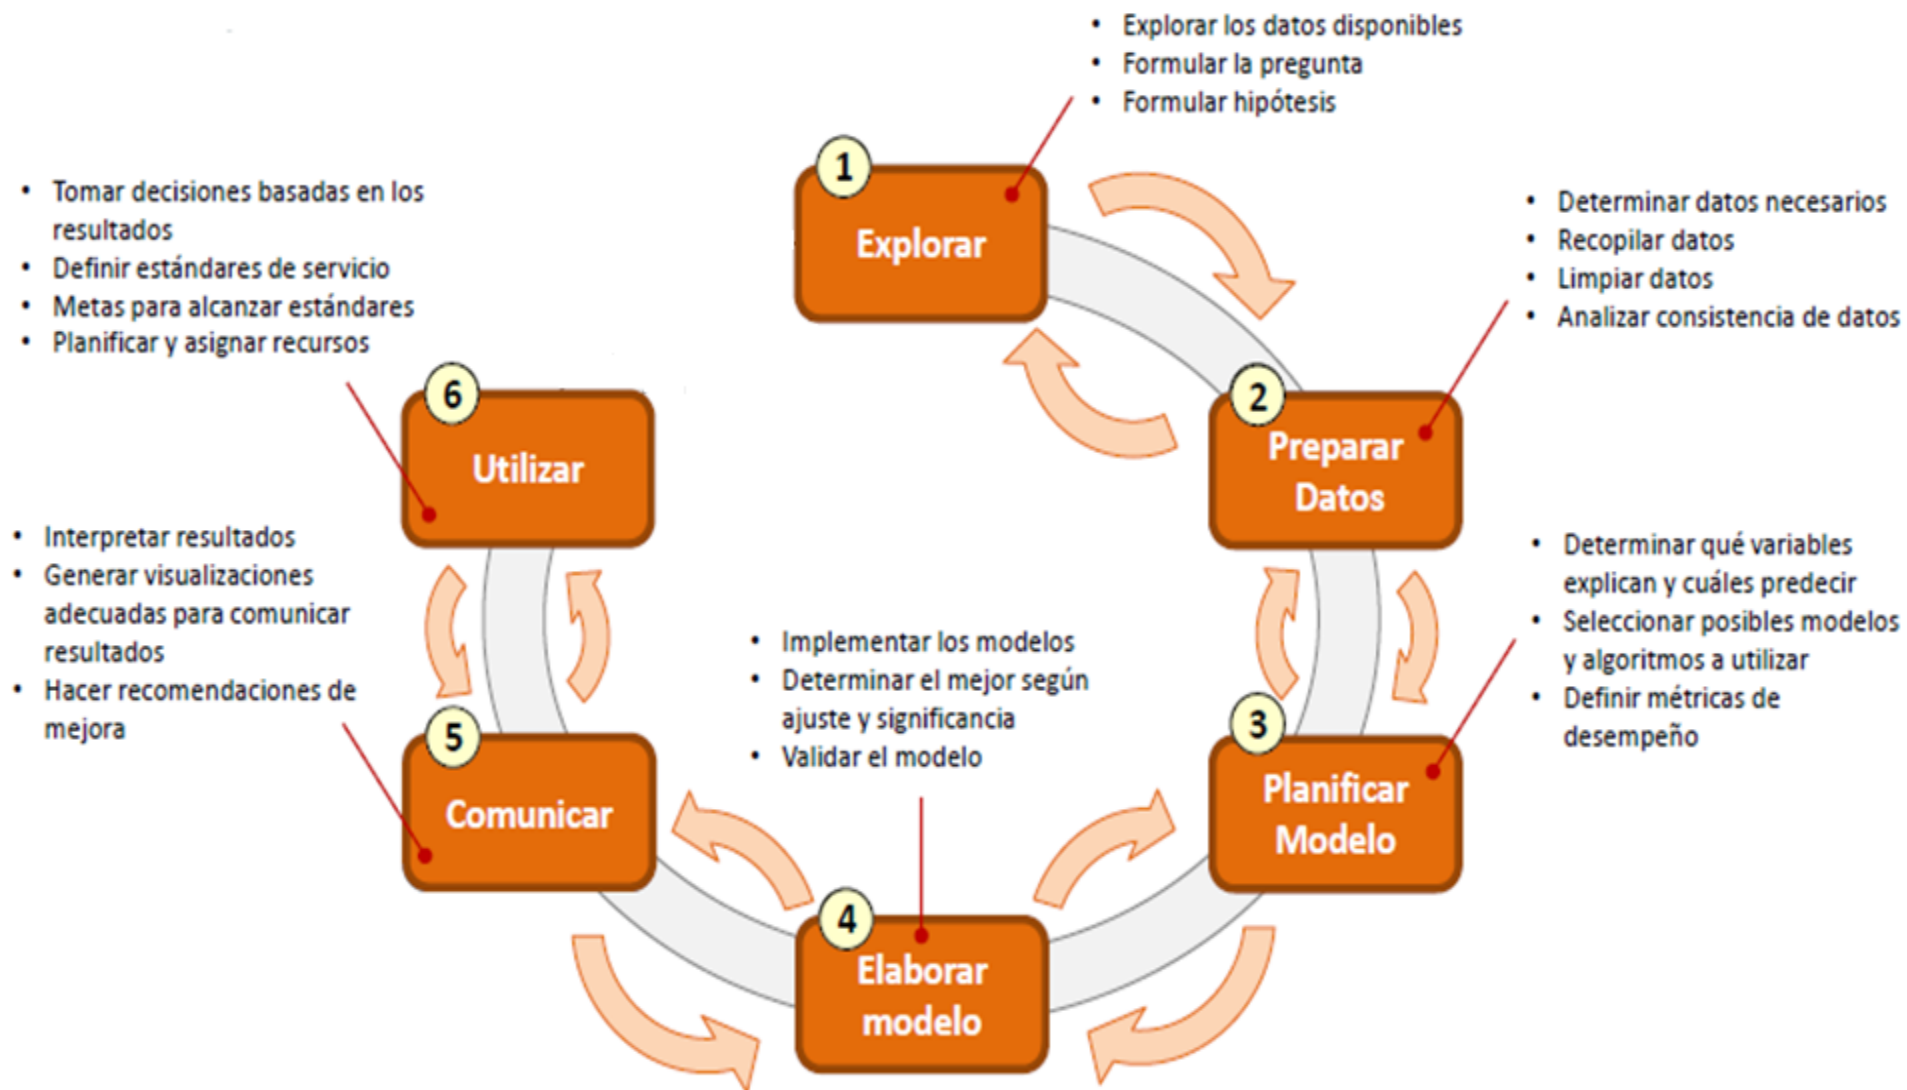 • Explorar los datos disponibles
• Formular la pregunta
• Formular hipótesis
1
Explorar
• Determinar datos necesarios
• Recopilar datos
• Limpiar datos
• Analizar consistencia de datos
2
Preparar
Datos
• Determinar qué variables
explican y cuáles predecir
• Seleccionar posibles modelos
y algoritmos a utilizar
• Definir métricas de
desempeño
3
Planificar
Modelo
• Implementar los modelos
• Determinar el mejor según
ajuste y significancia
• Validar el modelo
4
Elaborar
modelo
• Interpretar resultados
• Generar visualizaciones
adecuadas para comunicar
resultados
• Hacer recomendaciones de
mejora
5
Comunicar
• Tomar decisiones basadas en los
resultados
• Definir estándares de servicio
• Metas para alcanzar estándares
• Planificar y asignar recursos
6
Utilizar